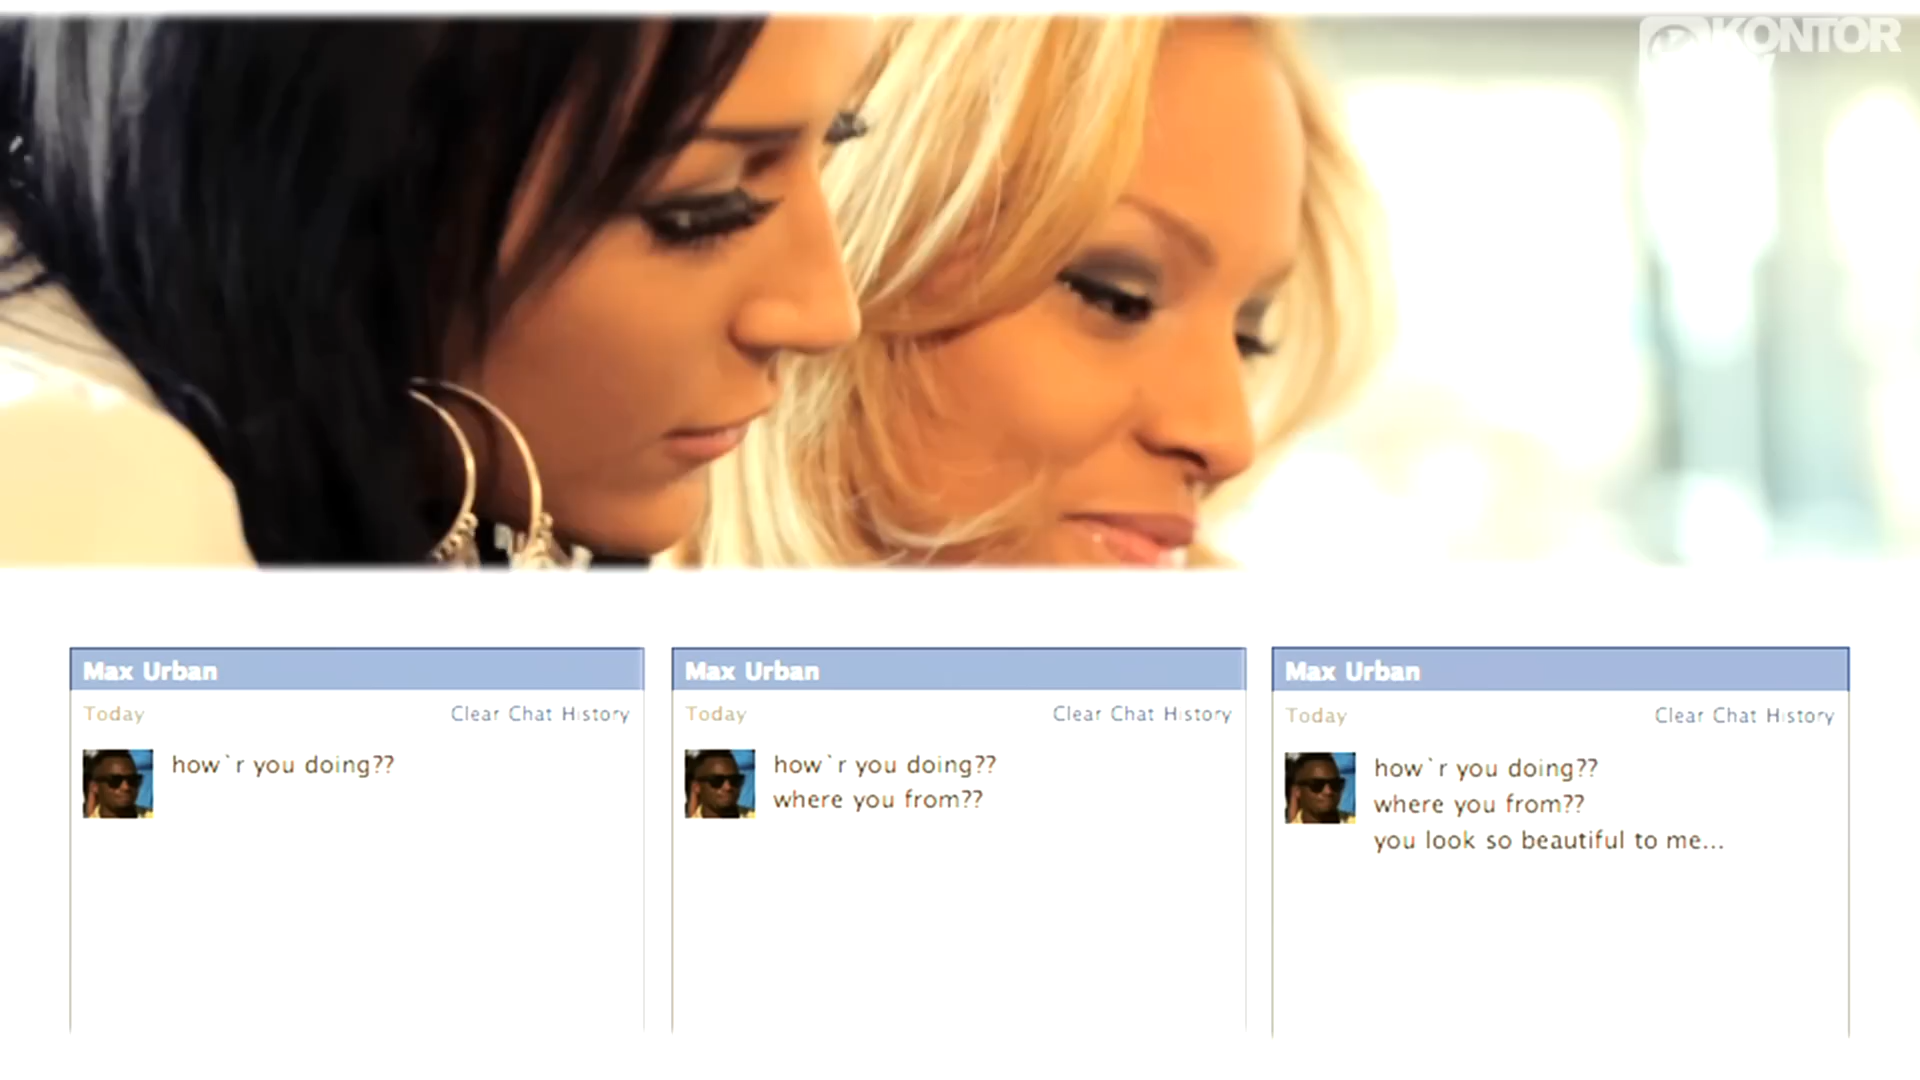 KONTOR
Max Urban
Today Clear Chat History
how`r you doing??
Max Urban
Today Clear Chat History
how`r you doing??
where you from??
Max Urban
Today Clear Chat History
how`r you doing??
where you from??
you look so beautiful to me...